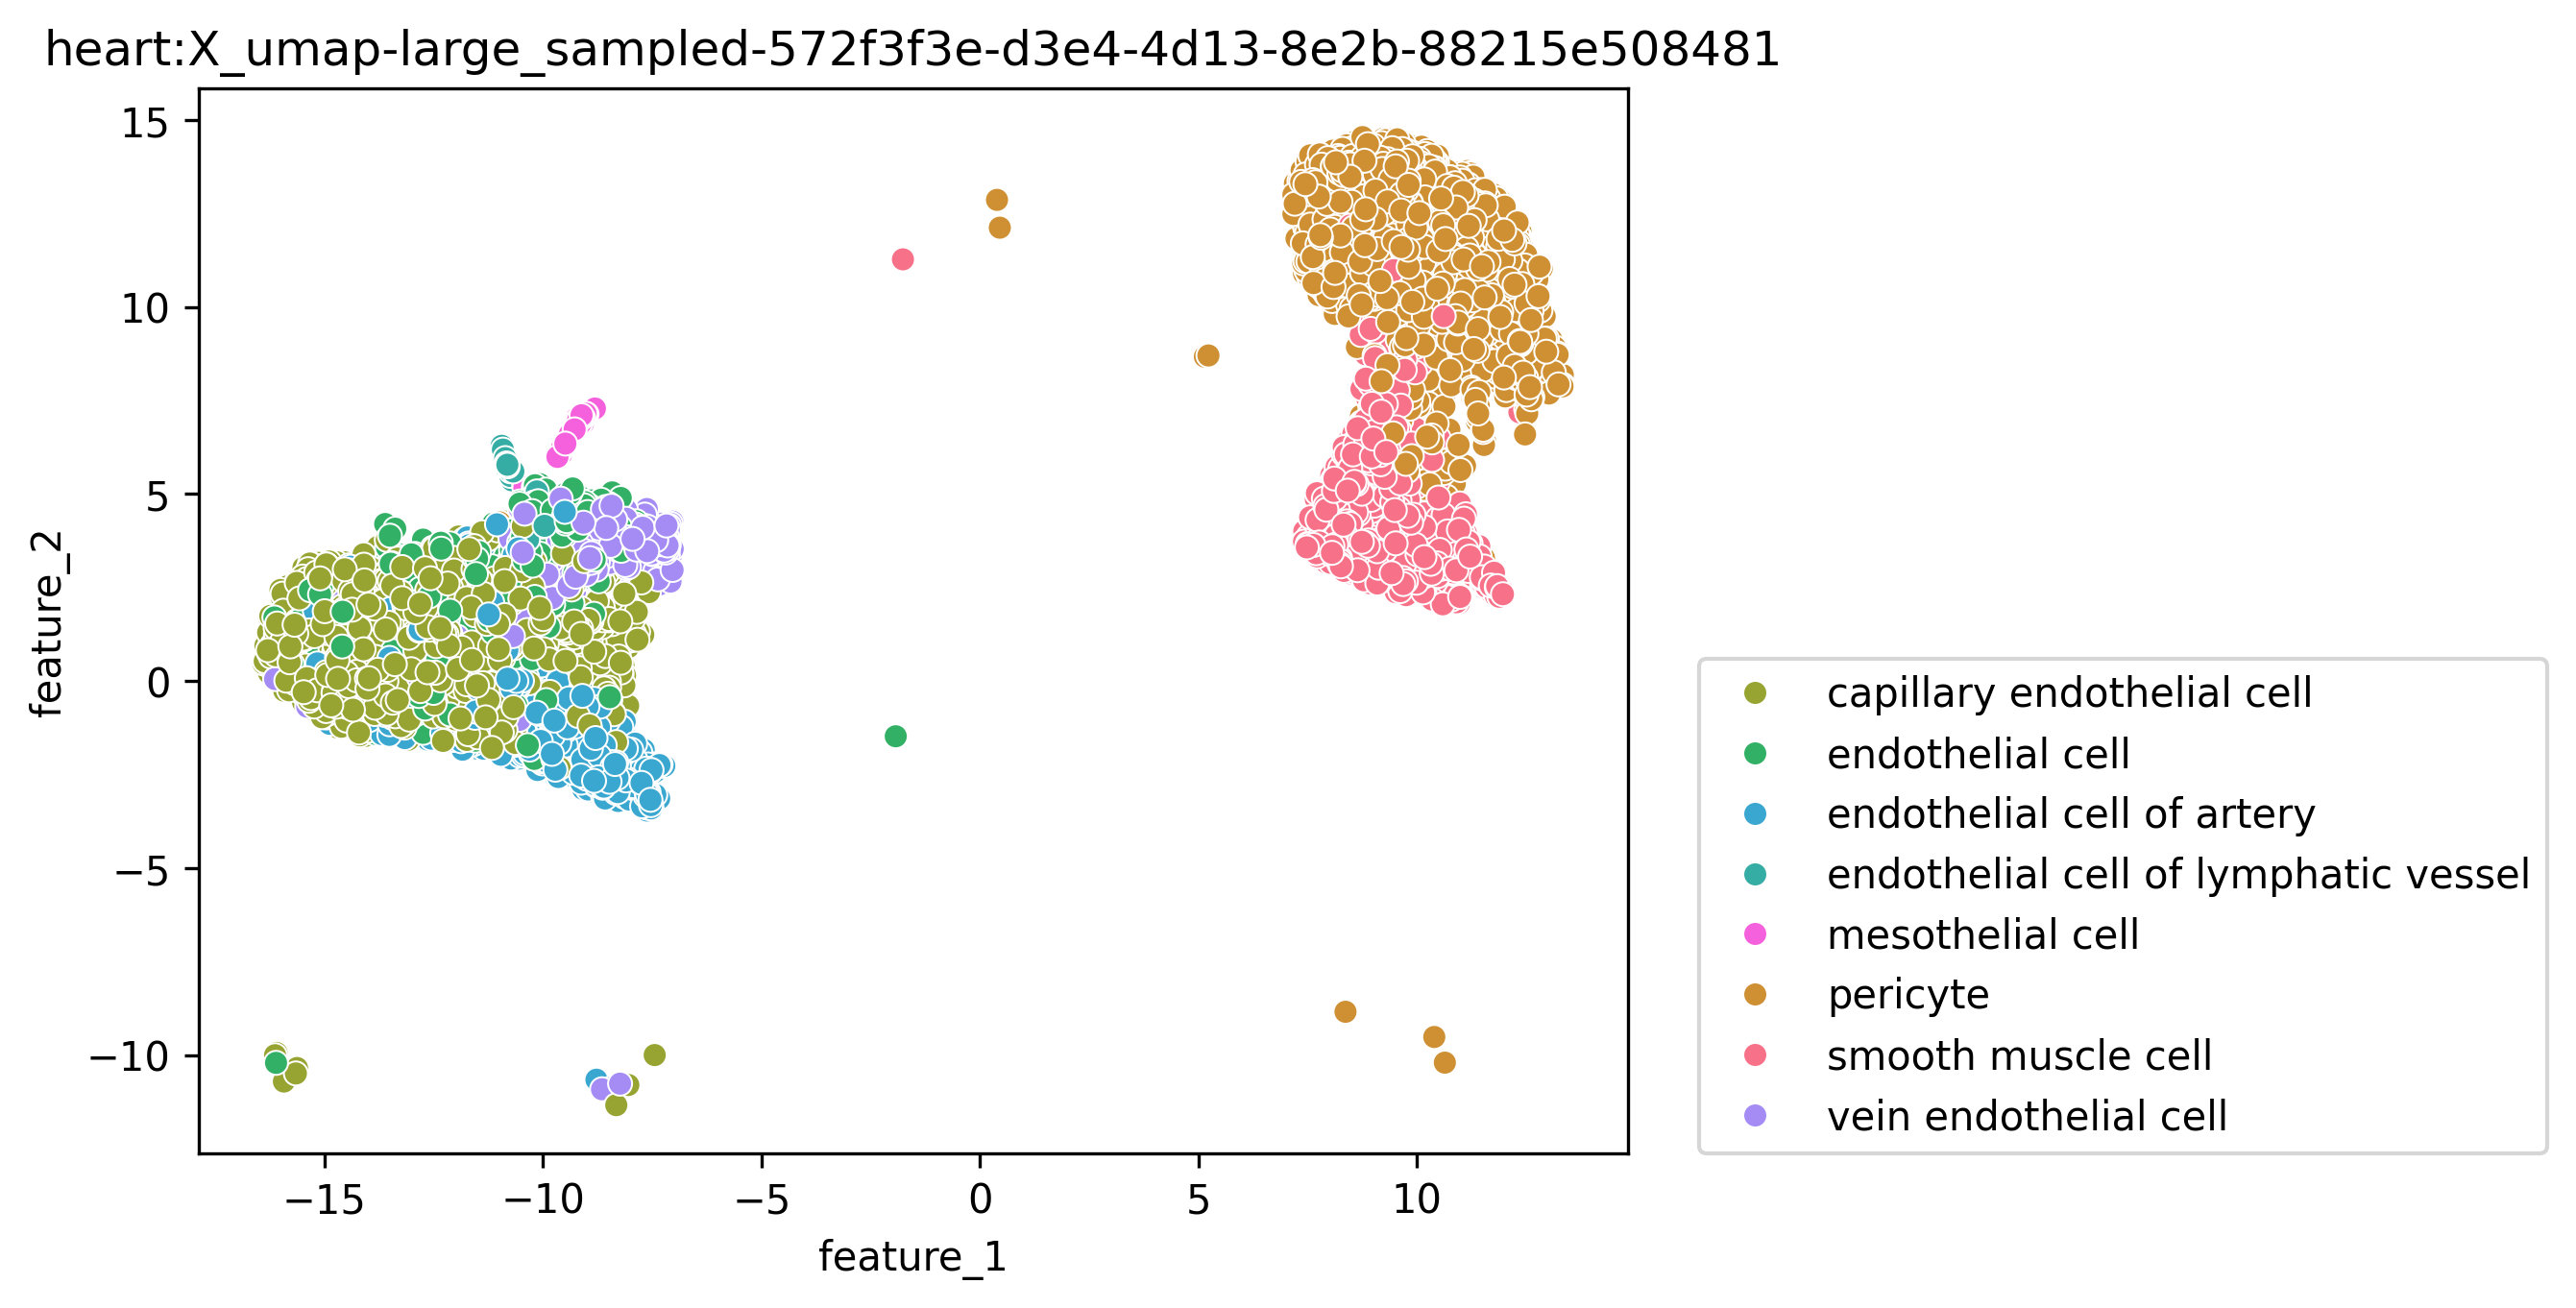 heart:X_umap-large_sampled-572f3f3e-d3e4-4d13-8e2b-88215e508481
15
10
5
0
−5
−10
feature_2
−15
−10
−5
0
5
10
feature_1
capillary endothelial cell
endothelial cell
endothelial cell of artery
endothelial cell of lymphatic vessel
mesothelial cell
pericyte
smooth muscle cell
vein endothelial cell